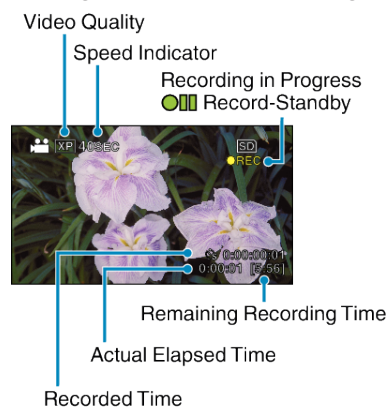 Video Quality
Speed Indicator
Recording in Progress
Record-Standby
XP 40SEC
SD
●REC
0:00:00:01
0:00:01 [5:56]
Remaining Recording Time
Actual Elapsed Time
Recorded Time